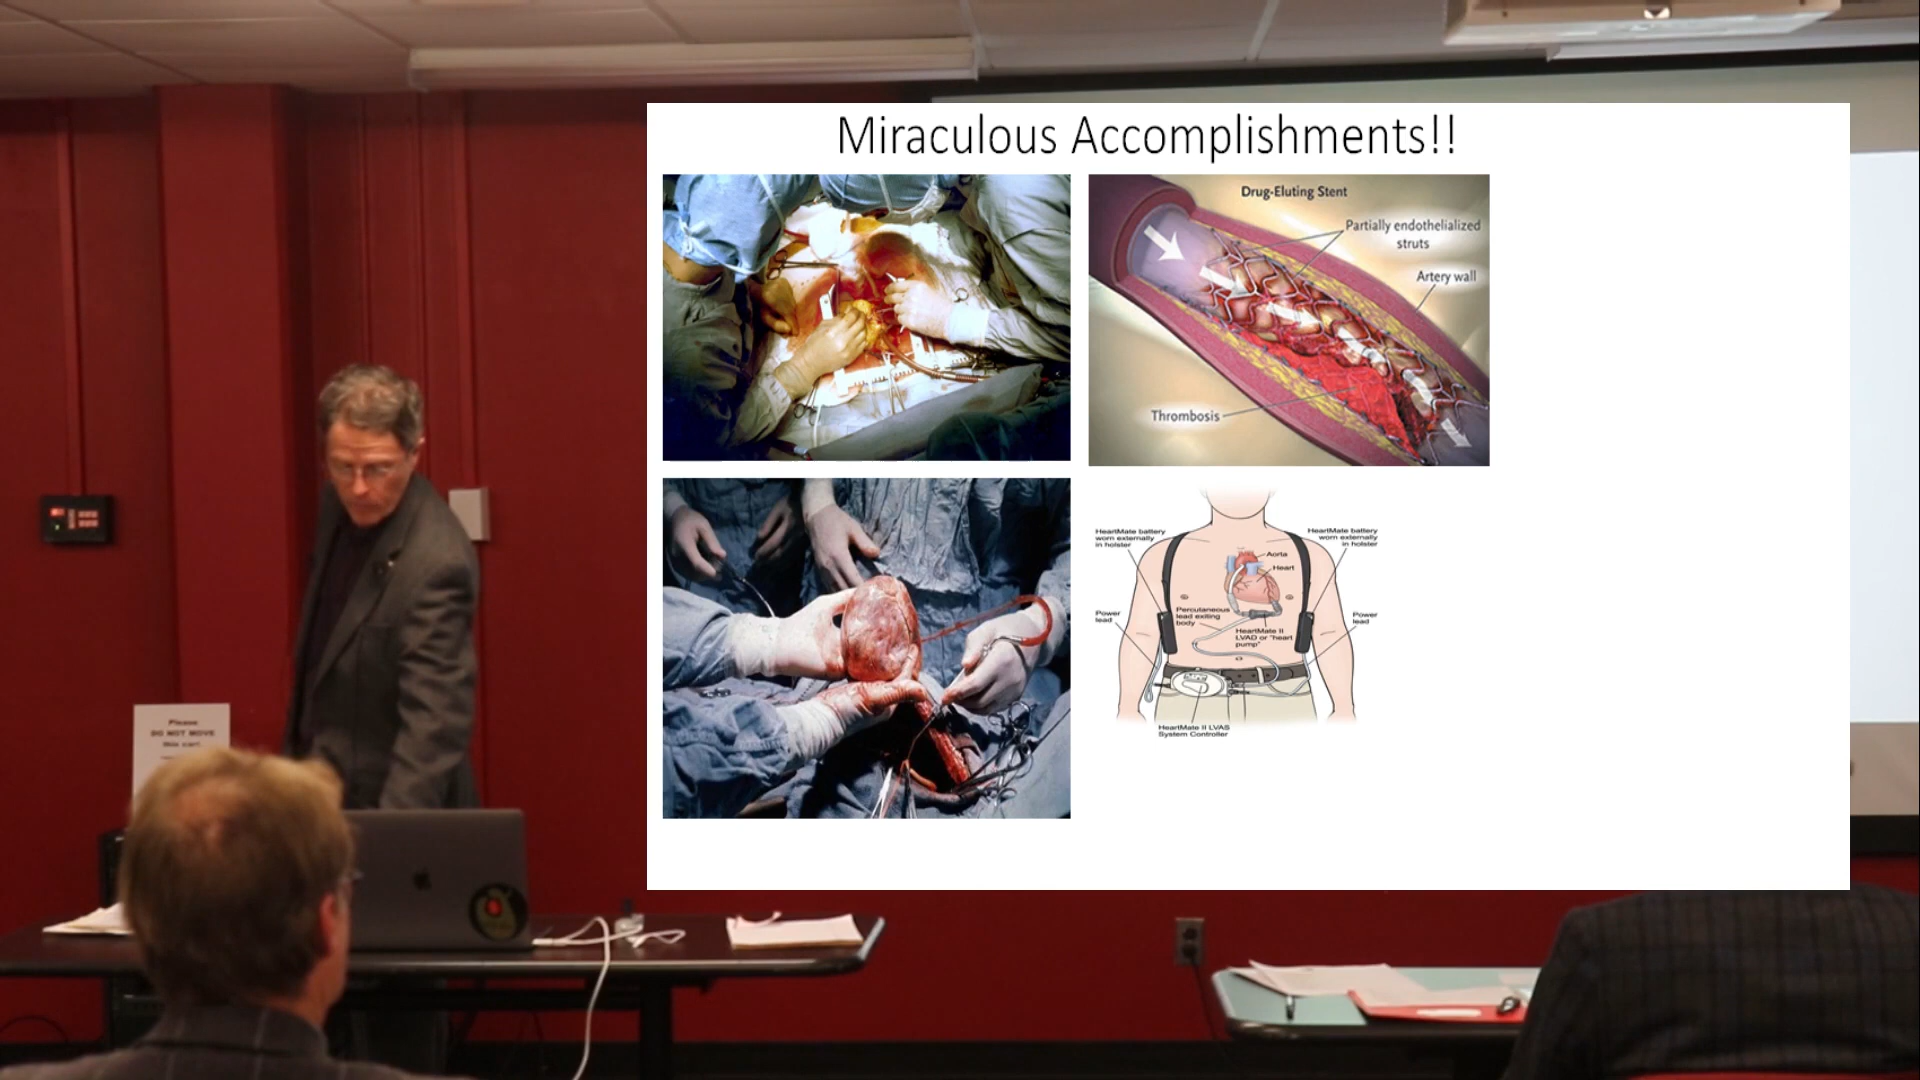 Miraculous Accomplishments!!
Drug-Eluting Stent
Partially endothelialized
struts
Artery wall
Thrombosis
HeartMate battery
worn externally
in holster
HeartMate battery
worn externally
in holster
Aorta
Heart
Power
lead
Percutaneous
lead exiting
body
Power
lead
HeartMate II
LVAD or "heart
pump"
HeartMate II LVAS
System Controller
Please
DO NOT MOVE
this cart.